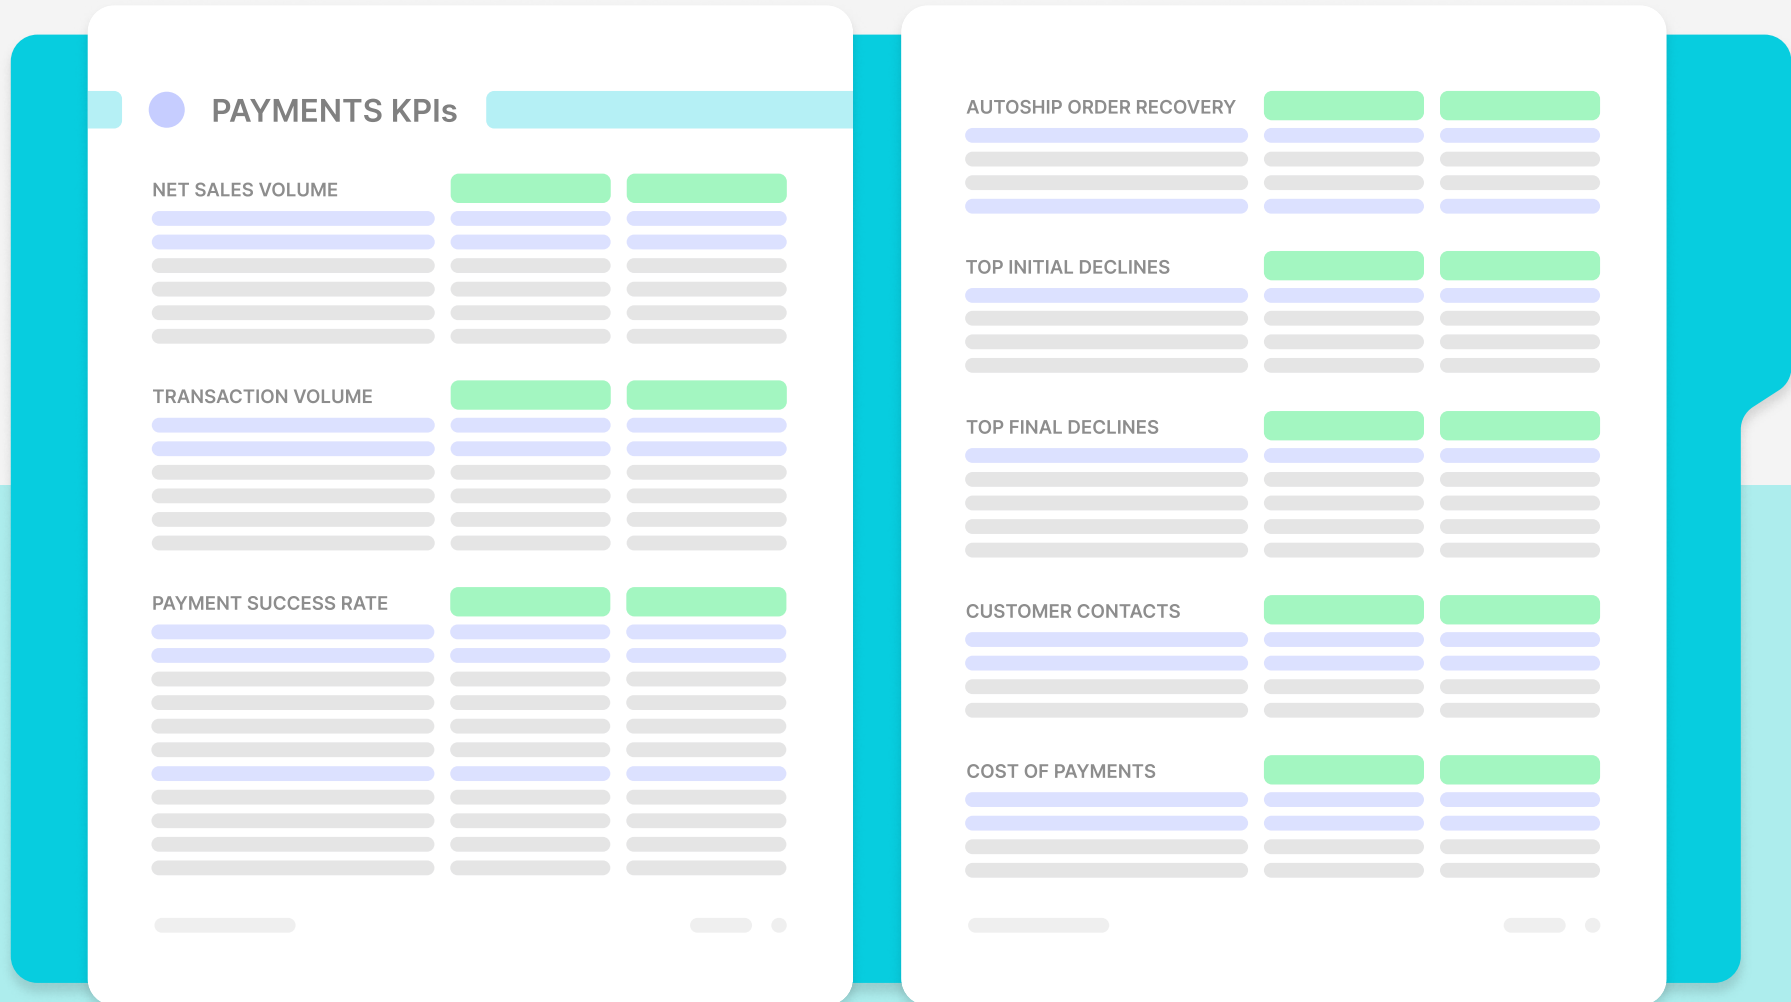 PAYMENTS KPIs
NET SALES VOLUME
TRANSACTION VOLUME
PAYMENT SUCCESS RATE
AUTOSHIP ORDER RECOVERY
TOP INITIAL DECLINES
TOP FINAL DECLINES
CUSTOMER CONTACTS
COST OF PAYMENTS